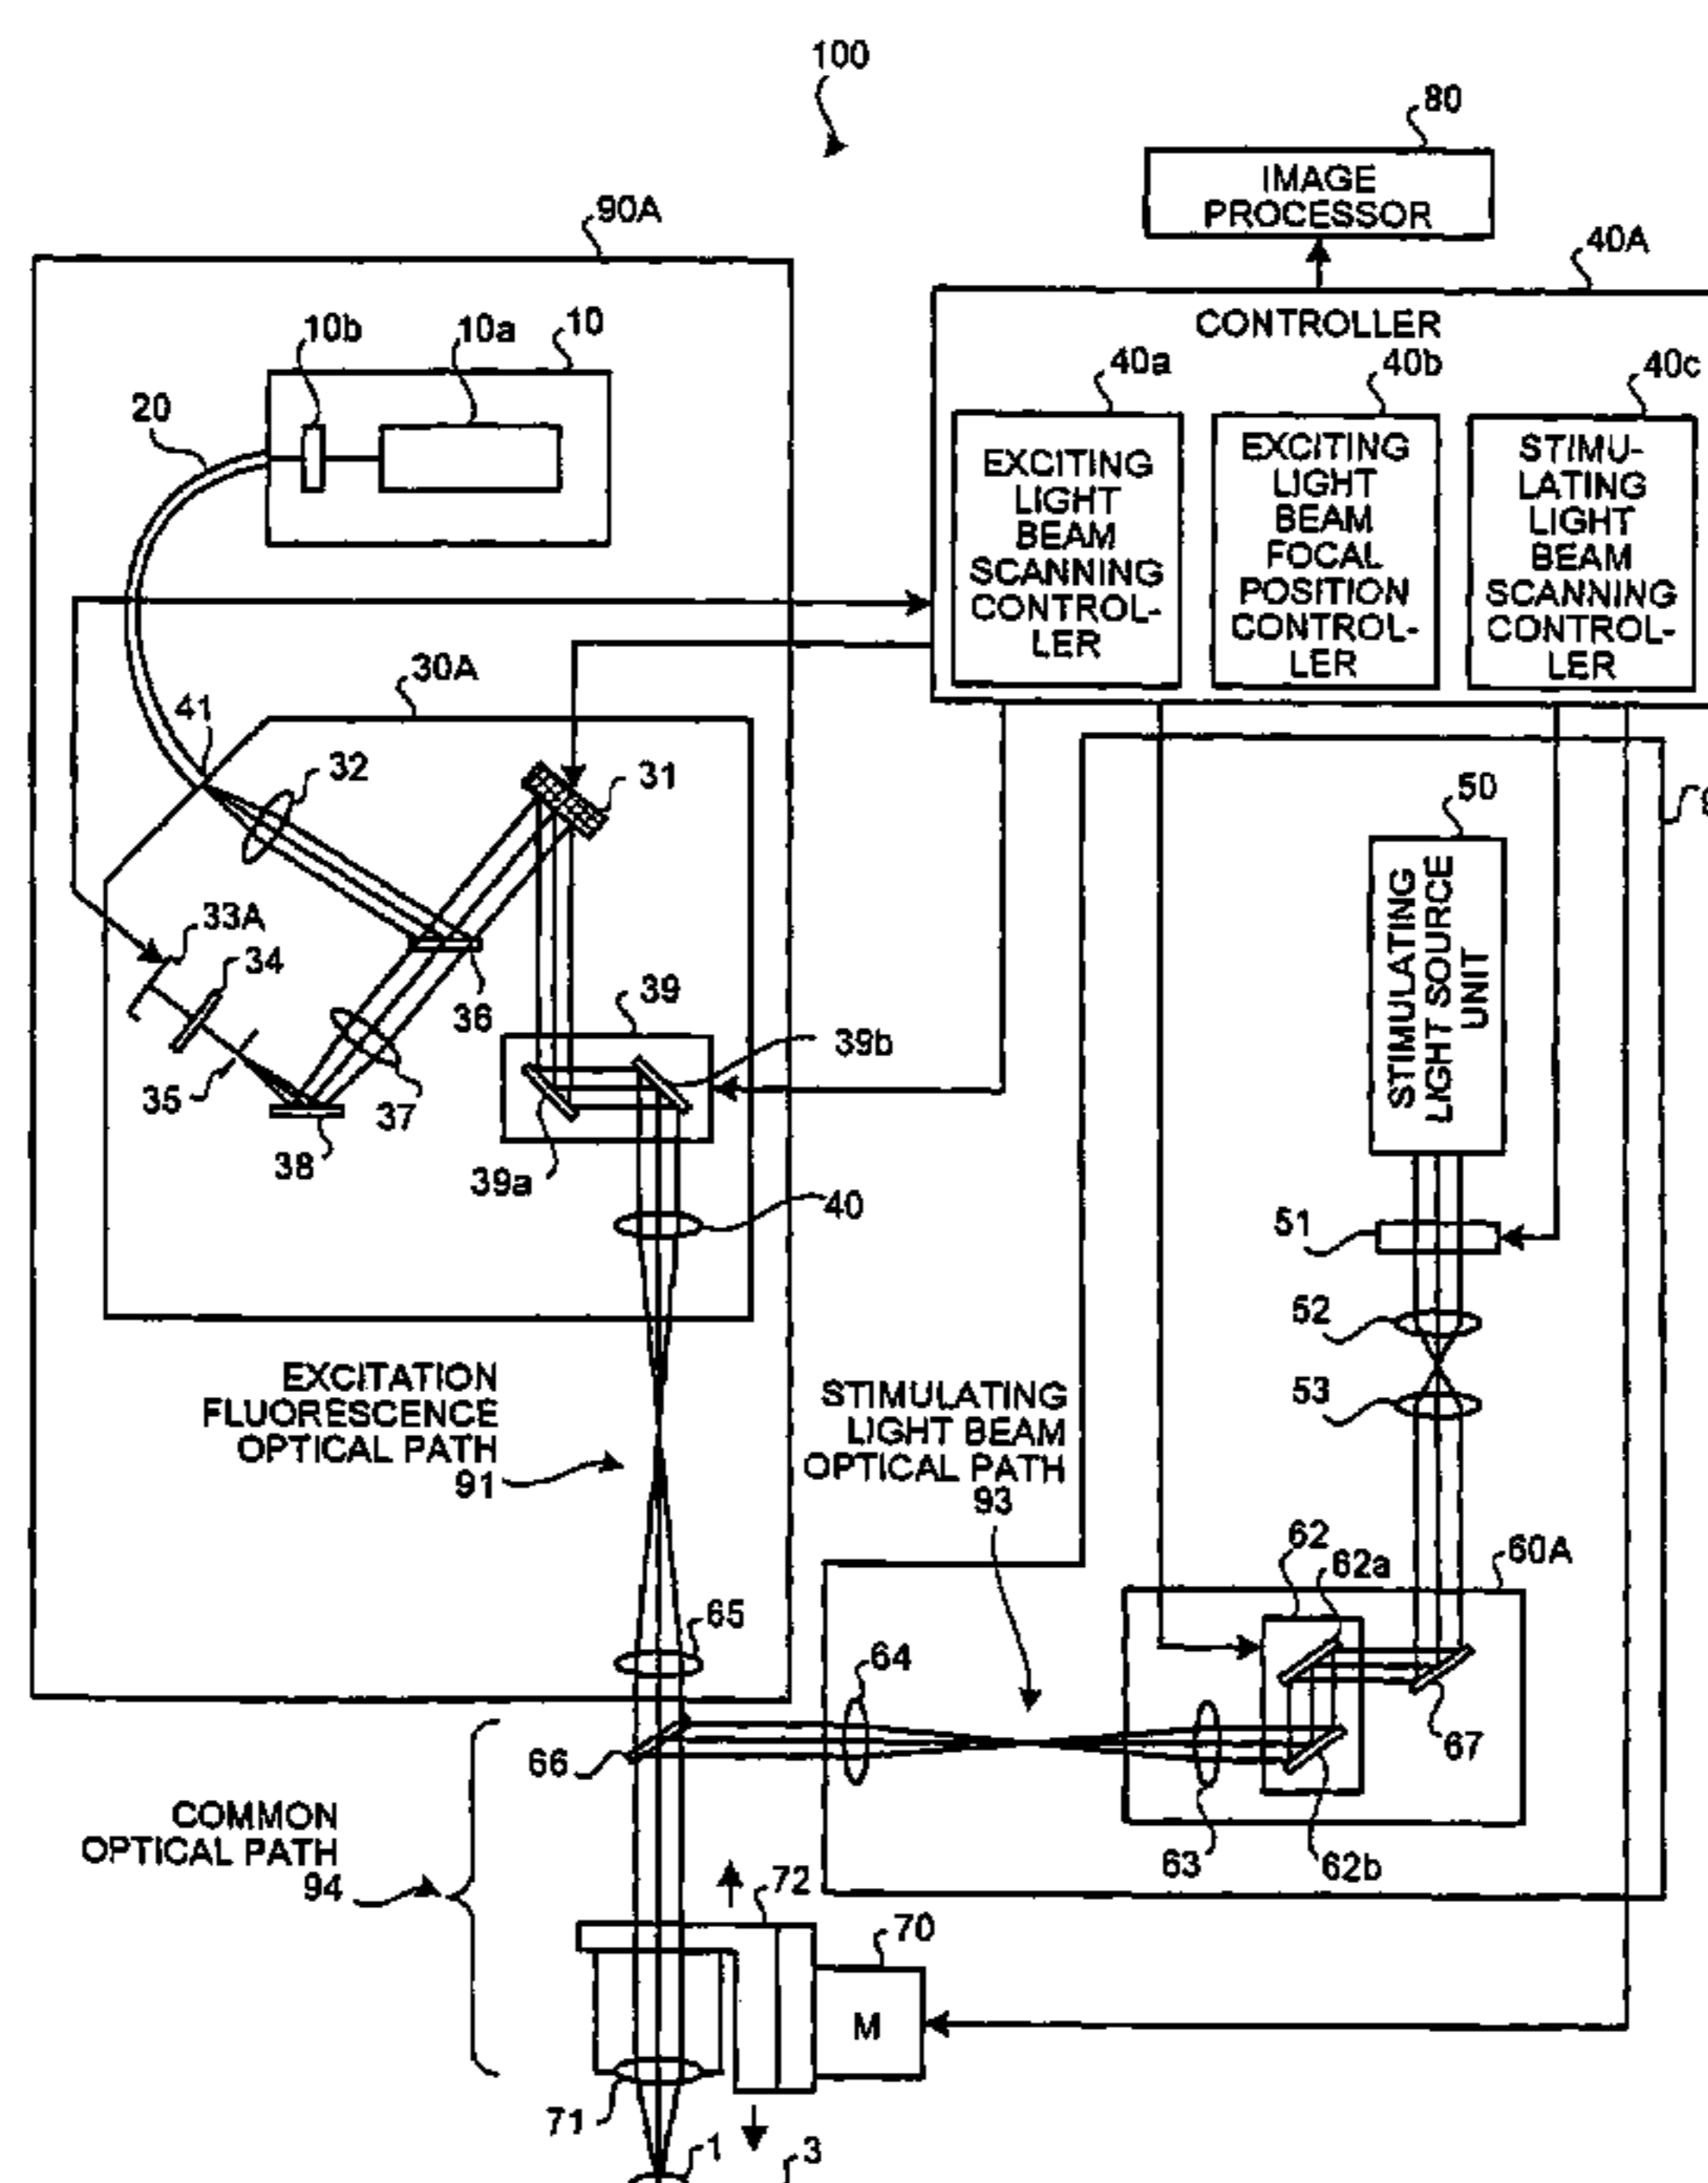 100
80
IMAGE
PROCESSOR
90A
40A
CONTROLLER
10b
10a
10
40a
40b
40c
20
EXCITING
LIGHT
BEAM
SCANNING
CONTROL-
LER
EXCITING
LIGHT
BEAM
FOCAL
POSITION
CONTROL-
LER
STIMU-
LATING
LIGHT
BEAM
SCANNING
CONTROL-
LER
30A
41
32
31
50
STIMULATING
LIGHT SOURCE
UNIT
33A
34
36
39
39b
35
37
38
39a
40
51
52
53
EXCITATION
FLUORESCENCE
OPTICAL PATH
91
STIMULATING
LIGHT BEAM
OPTICAL PATH
93
62
62a
60A
65
64
66
67
63
62b
COMMON
OPTICAL PATH
94
72
70
M
71
1
3